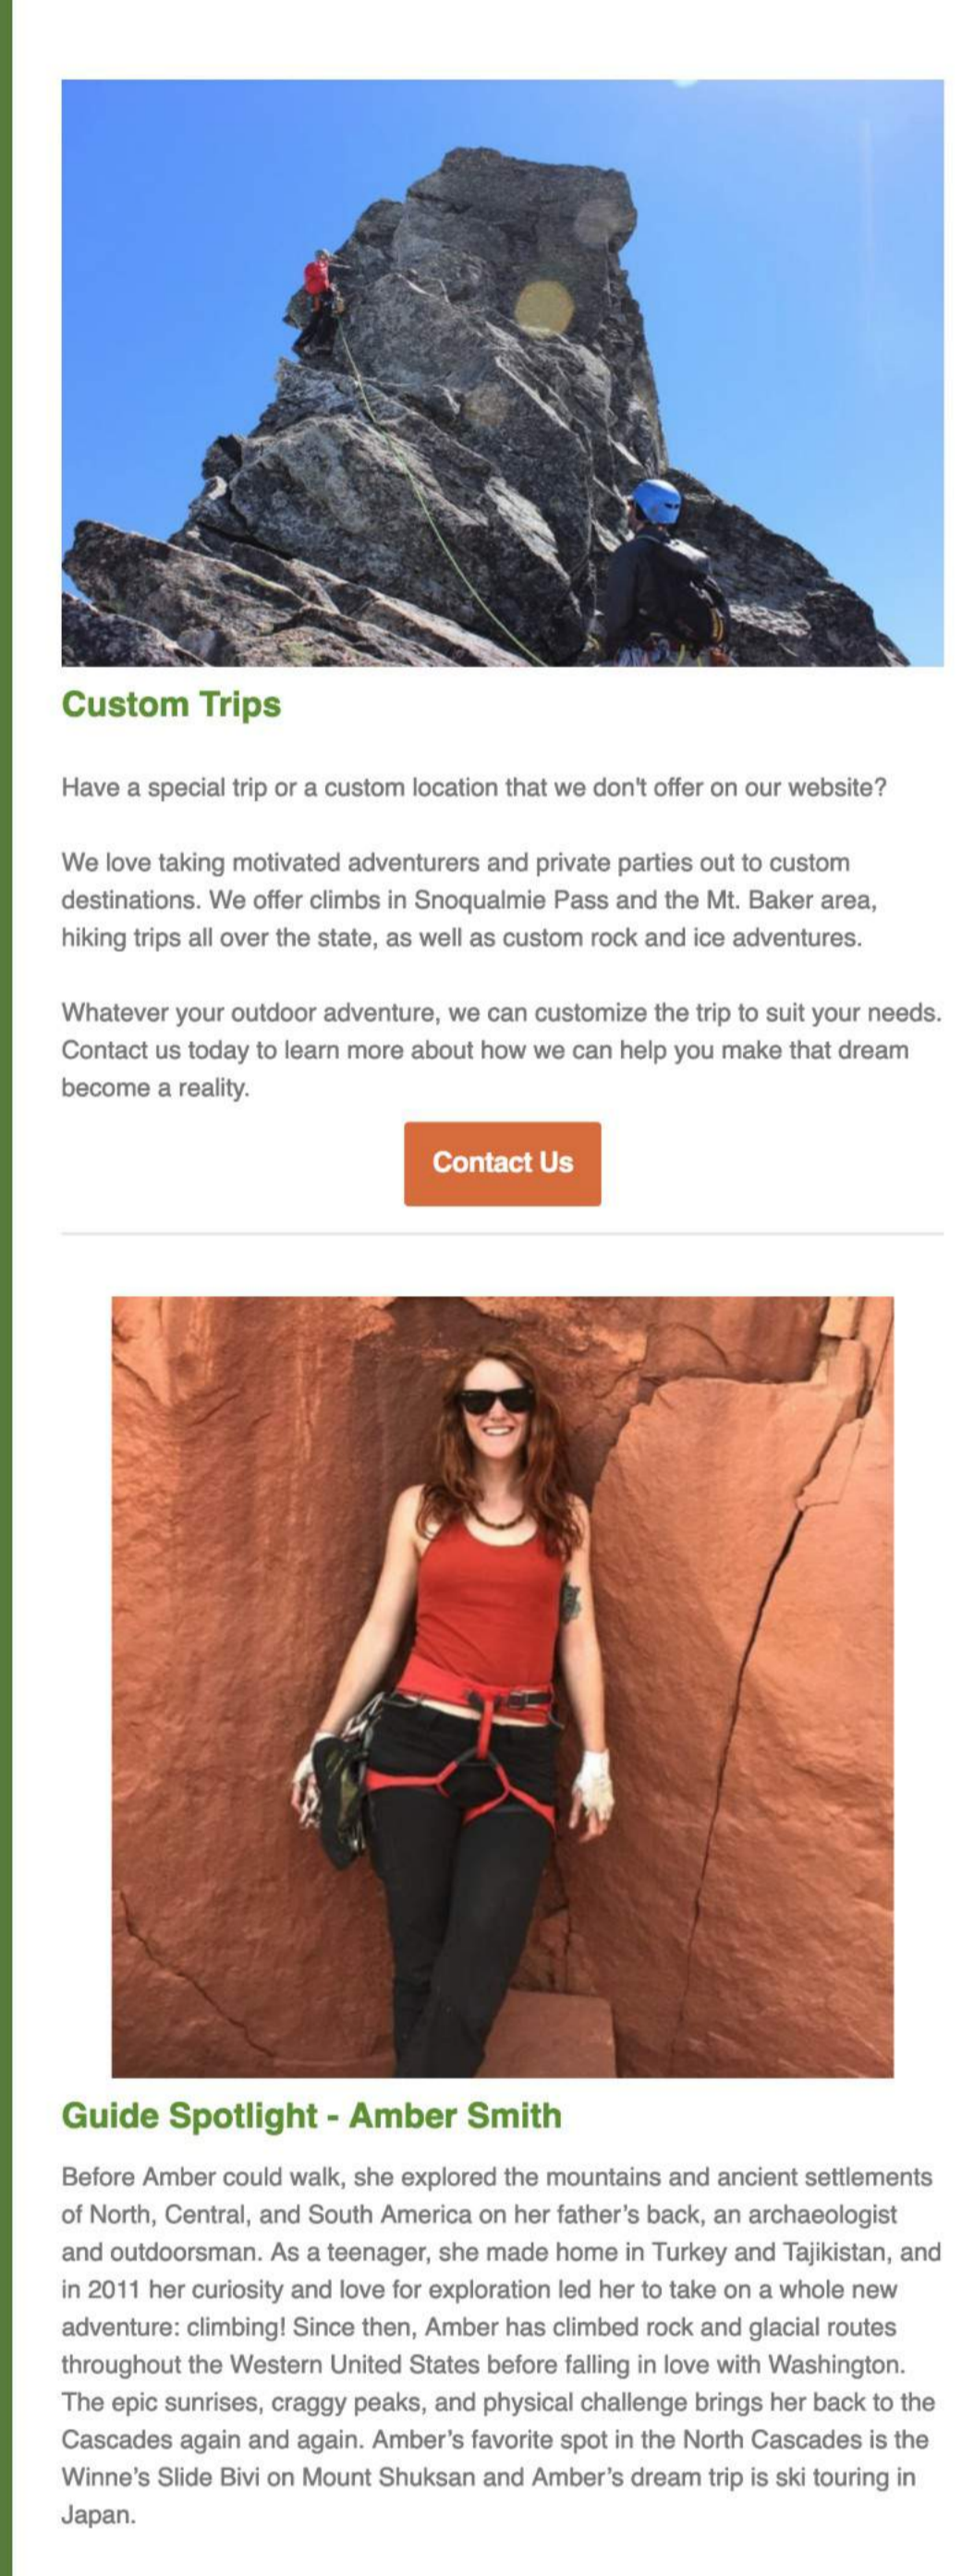 Custom Trips
Have a special trip or a custom location that we don't offer on our website?
We love taking motivated adventurers and private parties out to custom
destinations. We offer climbs in Snoqualmie Pass and the Mt. Baker area,
hiking trips all over the state, as well as custom rock and ice adventures.
Whatever your outdoor adventure, we can customize the trip to suit your needs.
Contact us today to learn more about how we can help you make that dream
become a reality.
Contact Us
Guide Spotlight - Amber Smith
Before Amber could walk, she explored the mountains and ancient settlements
of North, Central, and South America on her father's back, an archaeologist
and outdoorsman. As a teenager, she made home in Turkey and Tajikistan, and
in 2011 her curiosity and love for exploration led her to take on a whole new
adventure: climbing! Since then, Amber has climbed rock and glacial routes
throughout the Western United States before falling in love with Washington.
The epic sunrises, craggy peaks, and physical challenge brings her back to the
Cascades again and again. Amber's favorite spot in the North Cascades is the
Winne's Slide Bivi on Mount Shuksan and Amber's dream trip is ski touring in
Japan.